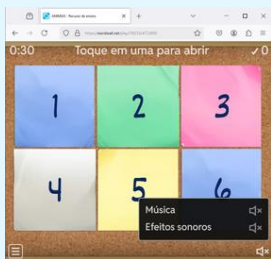 0:30 Toque em uma para abrir ✓0
1 2 3
4 5 6
Música
Efeitos sonoros